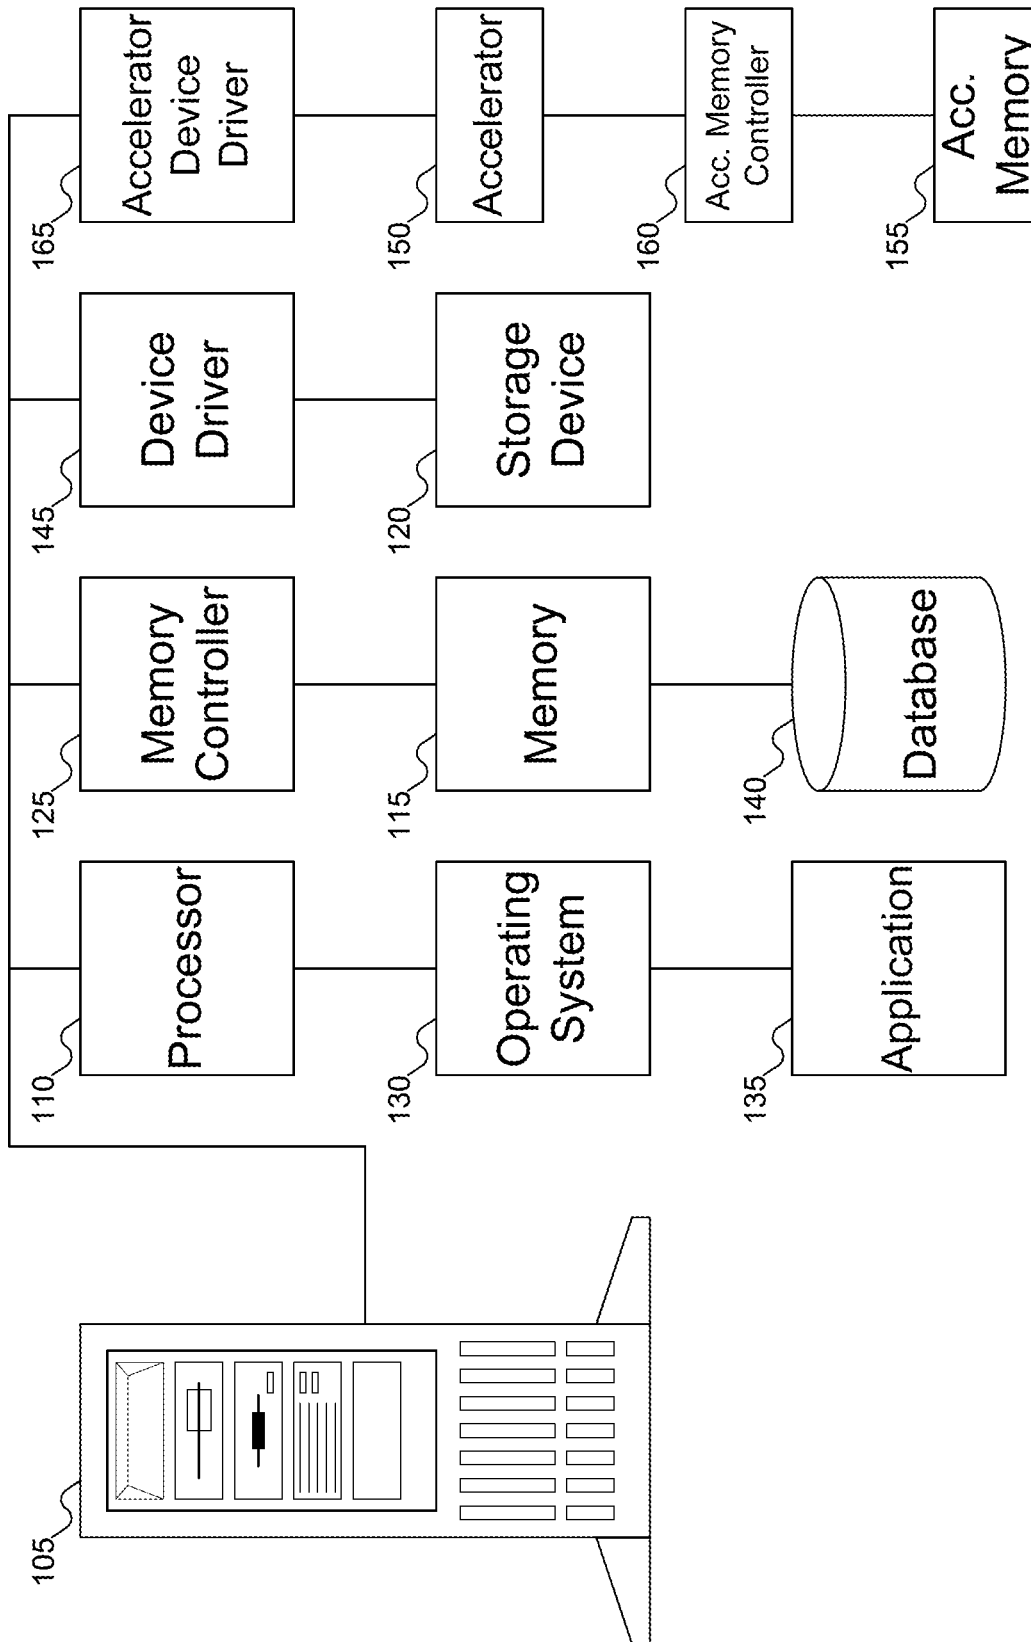 105
110
Processor
130
Operating
System
135
Application
125
Memory
Controller
115
Memory
140
Database
145
Device
Driver
120
Storage
Device
165
Accelerator
Device
Driver
150
Accelerator
160
Acc. Memory
Controller
155
Acc.
Memory